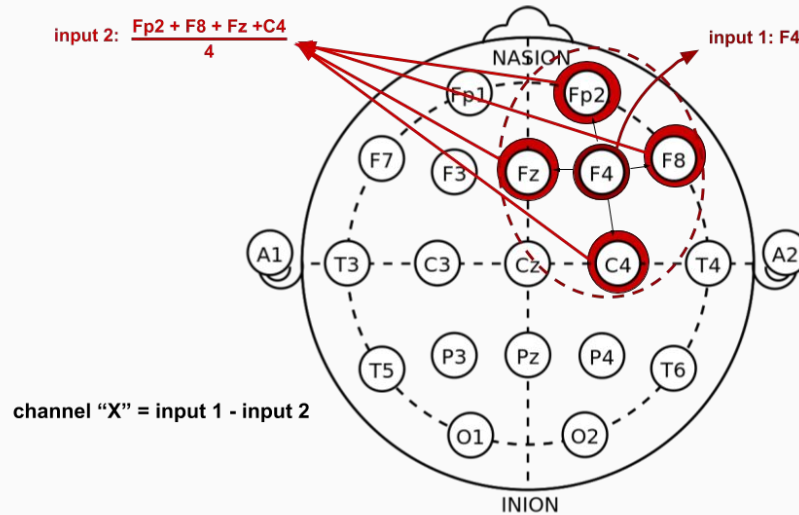 input 2: Fp2 + F8 + Fz +C4
4
input 1: F4
NASION
Fp1 Fp2
F7 F3 Fz F4 F8
A1 T3 C3 Cz C4 T4 A2
T5 P3 Pz P4 T6
channel “X” = input 1 - input 2
O1 O2
INION